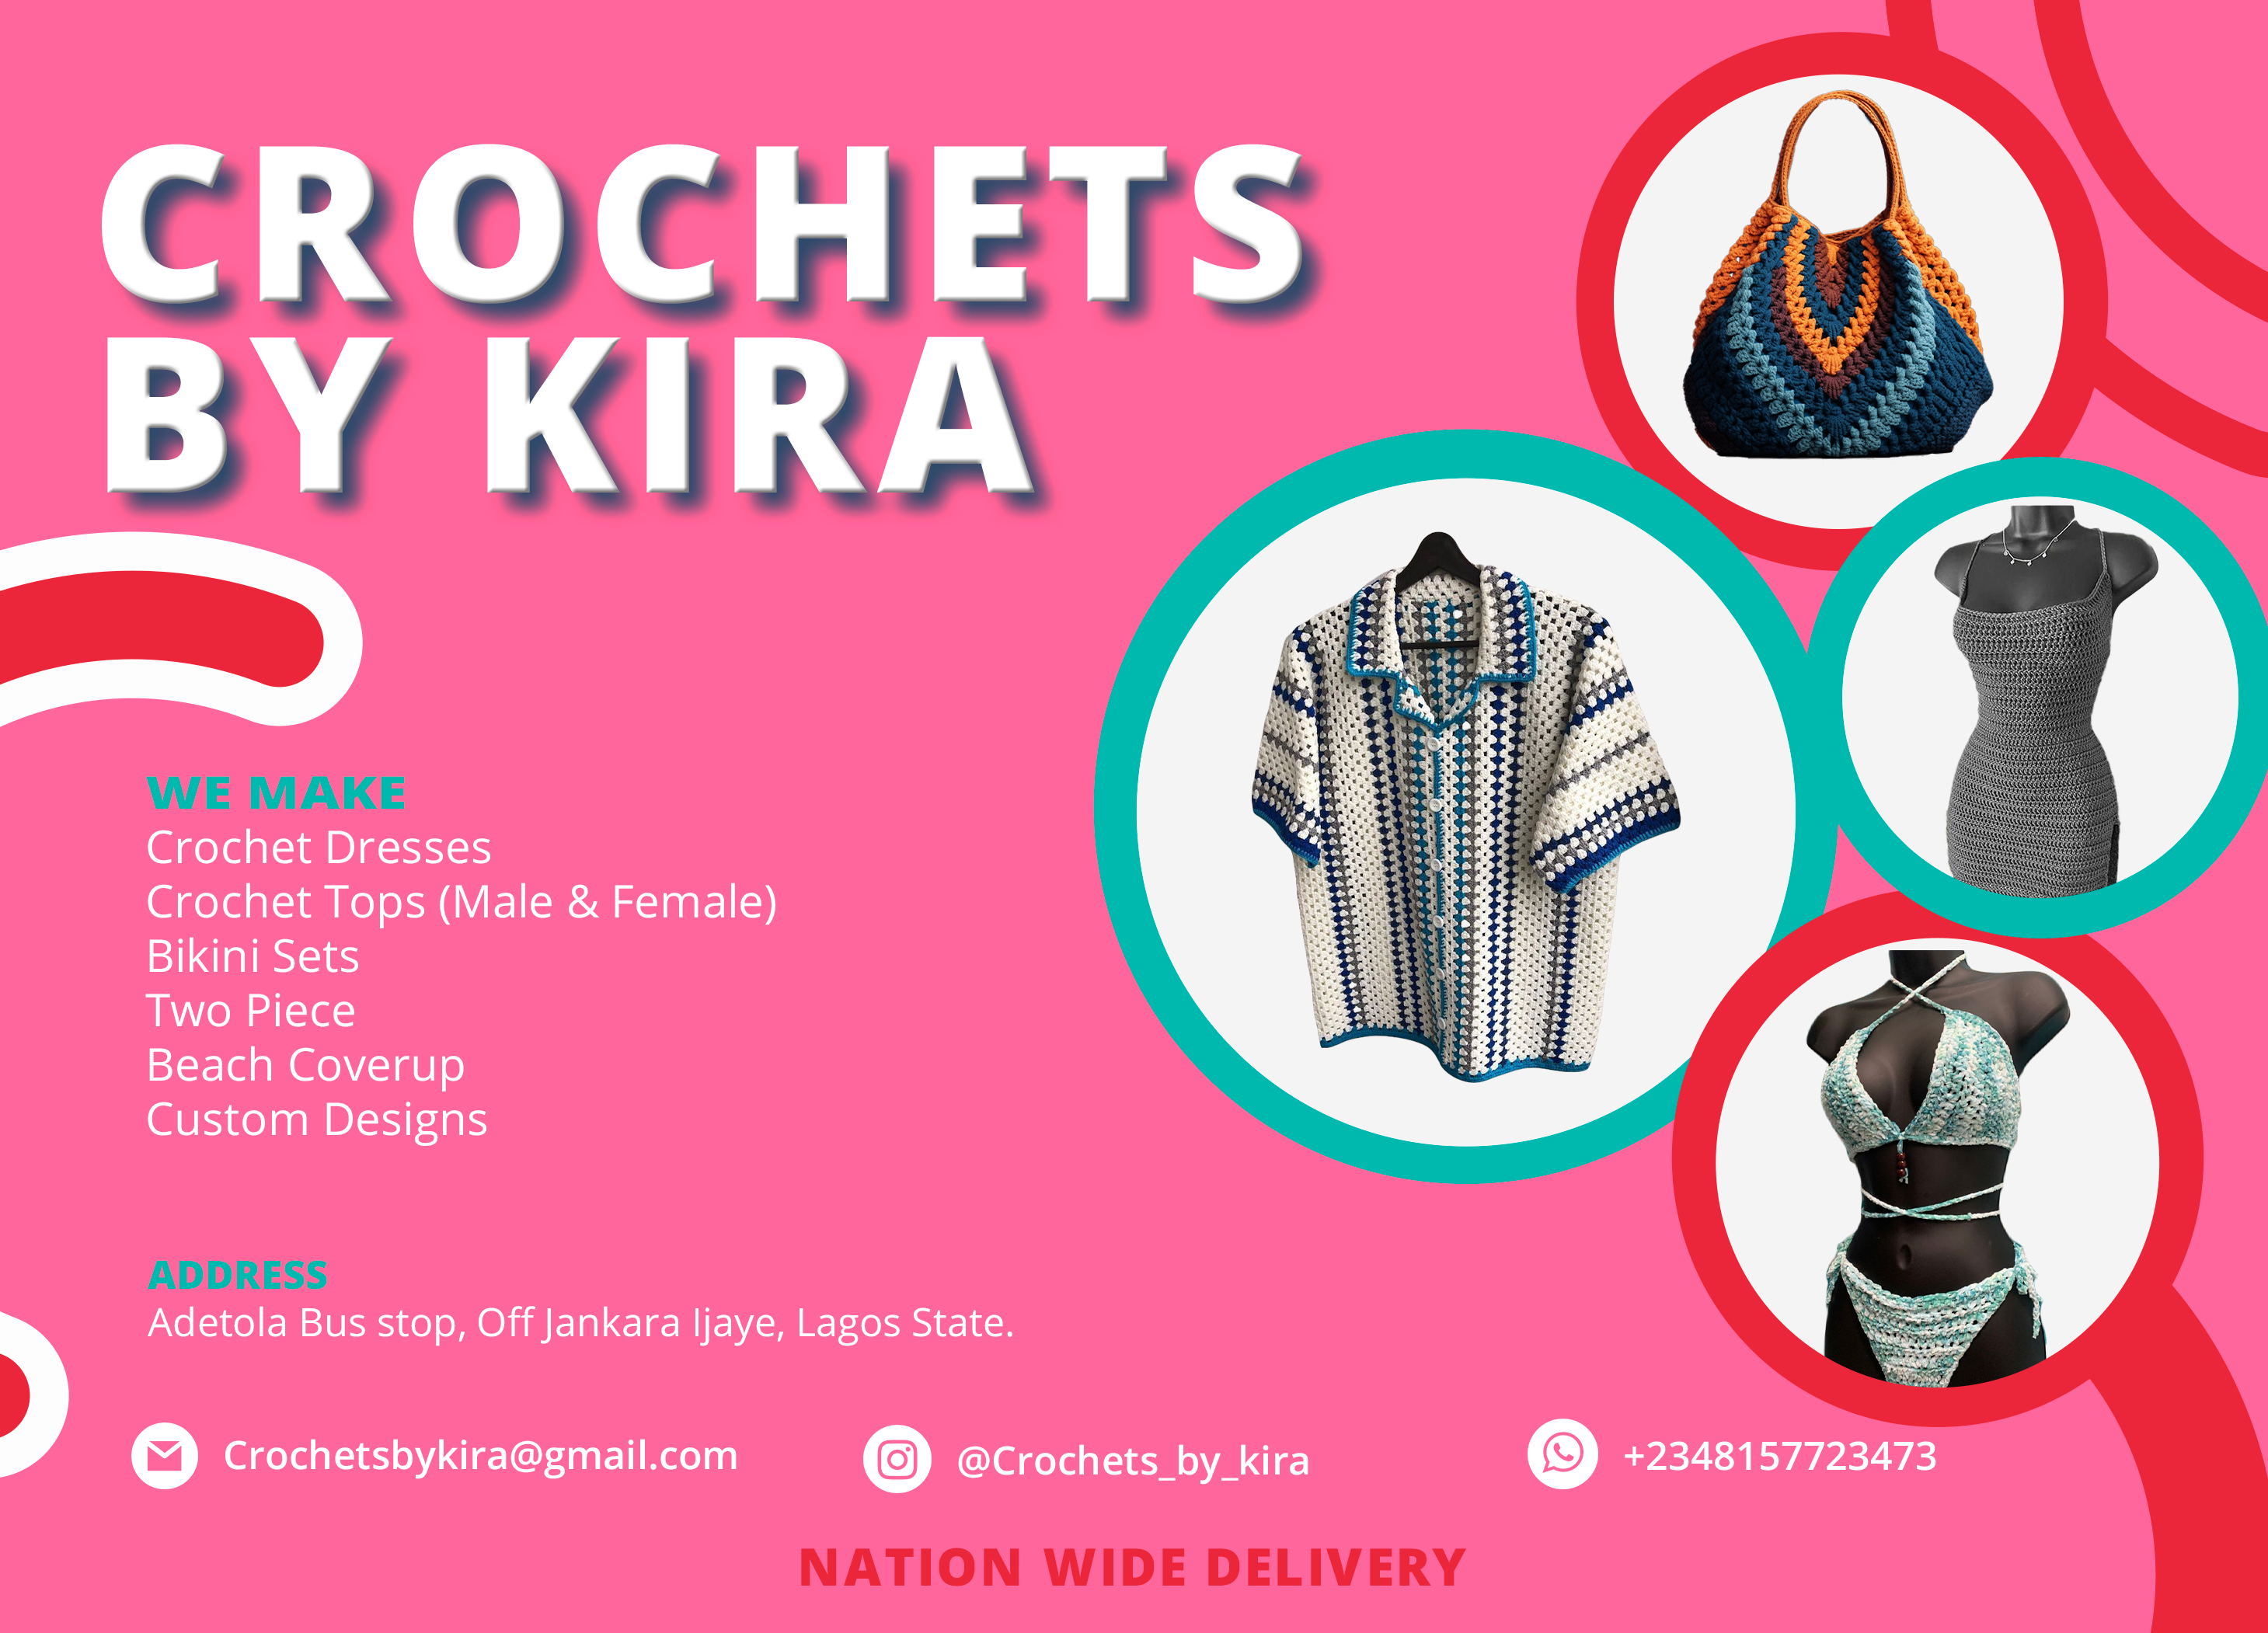 CROCHETS
BY KIRA
WE MAKE
Crochet Dresses
Crochet Tops (Male & Female)
Bikini Sets
Two Piece
Beach Coverup
Custom Designs
ADDRESS
Adetola Bus stop, Off Jankara Ijaye, Lagos State.
Crochetsbykira@gmail.com
@Crochets_by_kira
+2348157723473
NATION WIDE DELIVERY